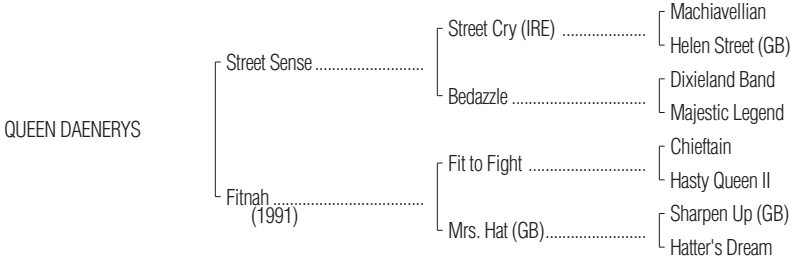 Machiavellian
Street Cry (IRE) ....................
Helen Street (GB)
Street Sense ..........................
Dixieland Band
Bedazzle ................................
Majestic Legend
QUEEN DAENERYS
Chieftain
Fit to Fight ............................
Hasty Queen II
Fitnah ....................................
(1991)
Sharpen Up (GB)
Mrs. Hat (GB)........................
Hatter's Dream